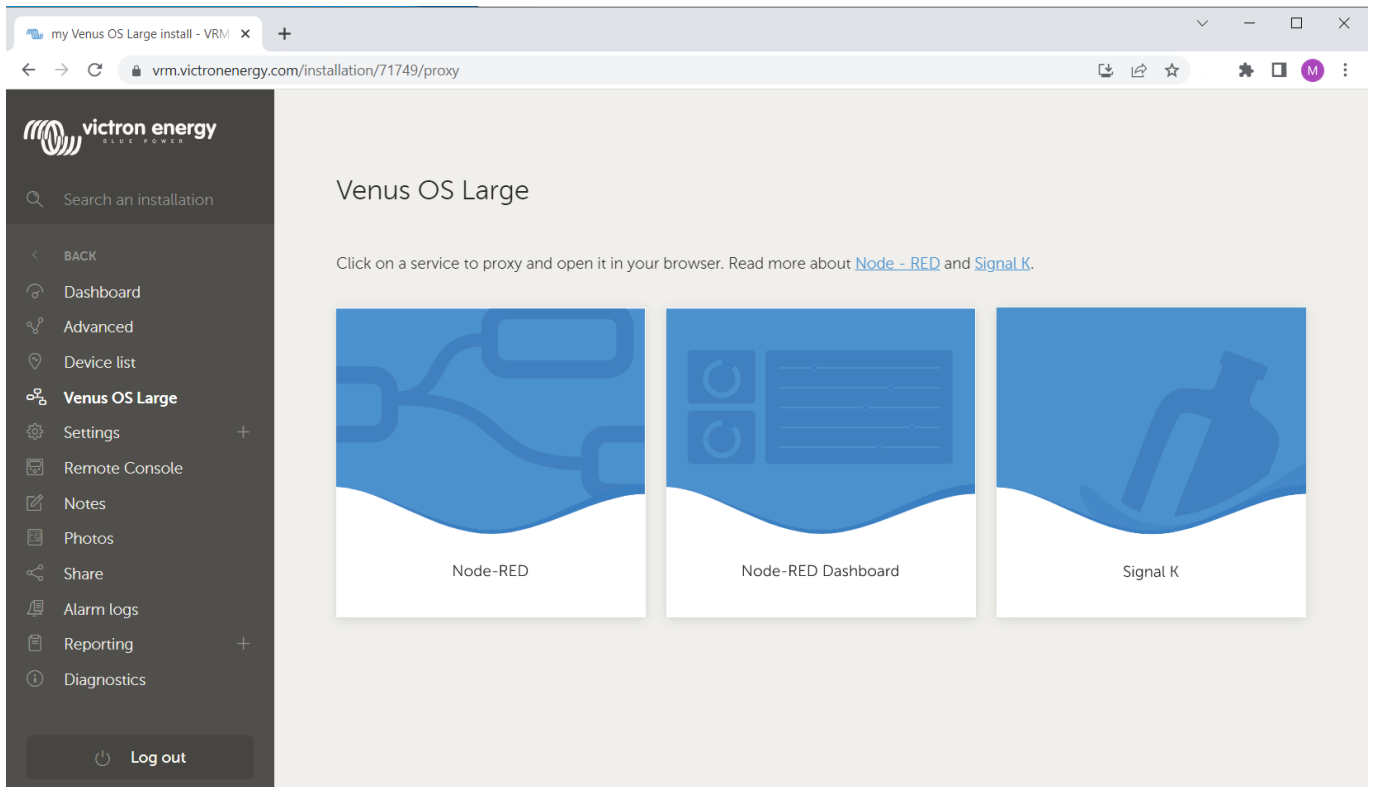 my Venus OS Large install - VRM
vrm.victronenergy.com/installation/71749/proxy
M
victron energy
BLUE POWER
Search an installation
BACK
Dashboard
Advanced
Device list
Venus OS Large
Settings
Remote Console
Notes
Photos
Share
Alarm logs
Reporting
Diagnostics
Log out
Venus OS Large
Click on a service to proxy and open it in your browser. Read more about Node - RED and Signal K.
Node-RED
Node-RED Dashboard
Signal K